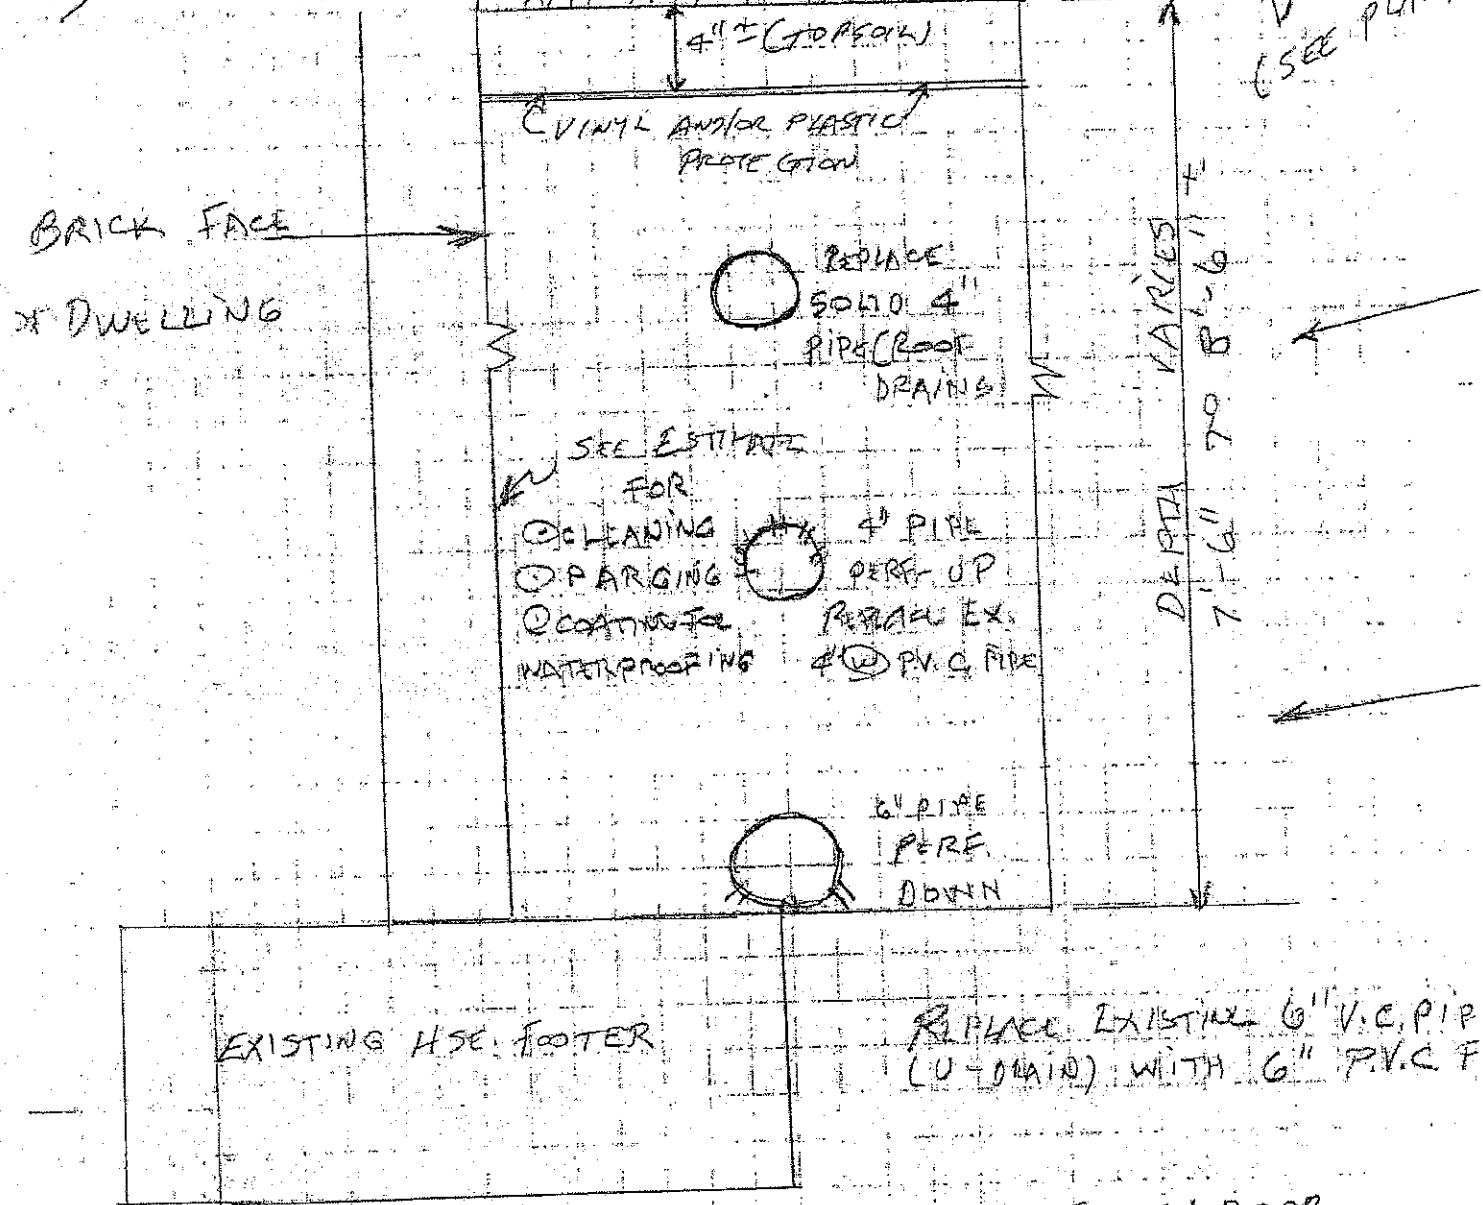 4"± (TOPSOIL)
(SEE
VINYL AND/OR PLASTIC
PROTECTION
BRICK FACE
* DWELLING
REPLACE
SOLID 4"
PIPE (ROOF
DRAINS
DEPTH VARIES
7'-6" TO 8'-6" ±
SEE ESTIMATE
FOR
CLEANING
PARGING
COATING FOR
WATERPROOFING
4" PIPE
PERF- UP
REPLACE EX.
4" W P.V.C. PIPE
6" PIPE
PERF.
DOWN
EXISTING HSE. FOOTER
REPLACE EXISTING 6" V.C. PIP
(U-DRAIN) WITH 6" P.V.C